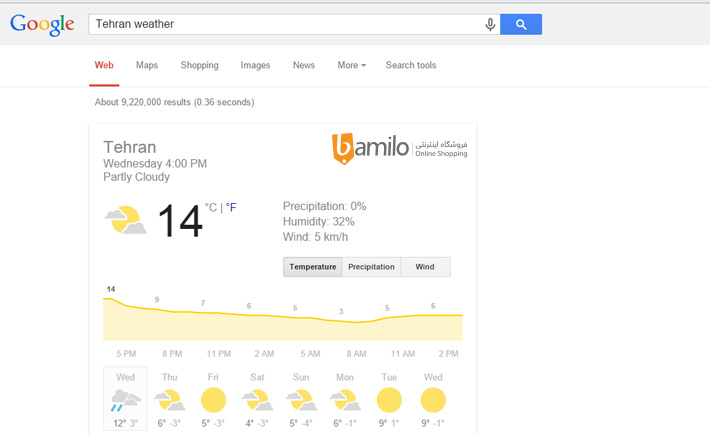 Google
Tehran weather
Web Maps Shopping Images News More Search tools
About 9,220,000 results (0.36 seconds)
Tehran
Wednesday 4:00 PM
Partly Cloudy
bamilo
فروشگاه اینترنتی
Online Shopping
14 °C | °F
Precipitation: 0%
Humidity: 32%
Wind: 5 km/h
Temperature Precipitation Wind
14 9 7 6 5 3 5 6
5 PM 8 PM 11 PM 2 AM 5 AM 8 AM 11 AM 2 PM
Wed Thu Fri Sat Sun Mon Tue Wed
12° 3° 6° -3° 5° -3° 4° -3° 5° -4° 6° -1° 9° 1° 9° -1°